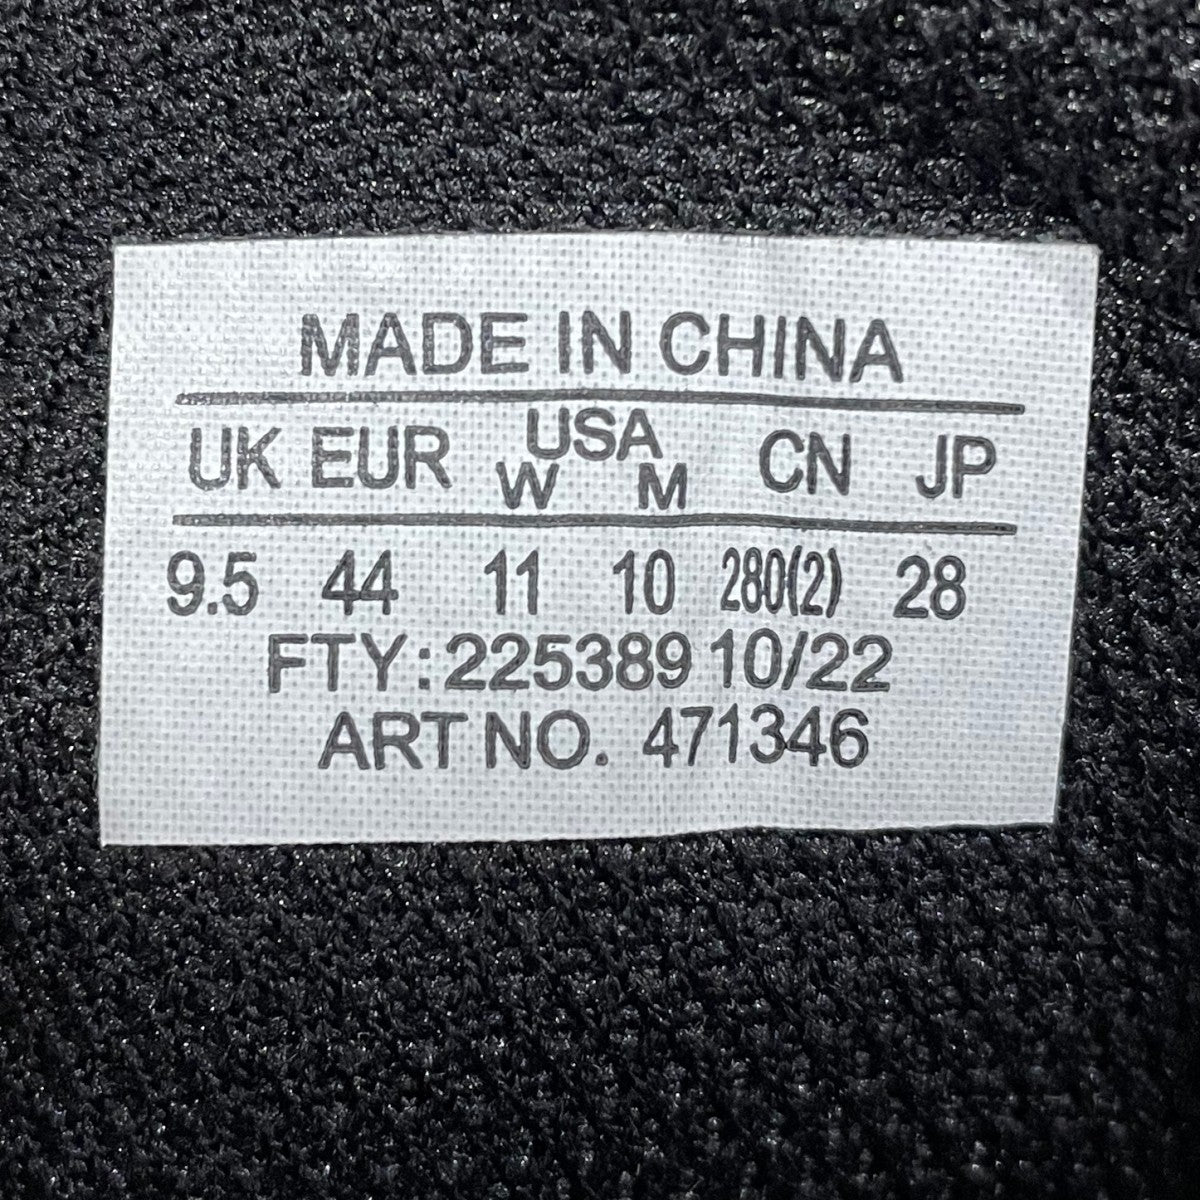 MADE IN CHINA
UK EUR USA CN JP
W M
9.5 44 11 10 280(2) 28
FTY: 225389 10/22
ART NO. 471346